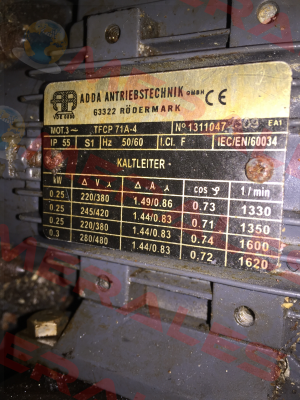 ADDA ANTRIEBSTECHNIK GMBH CE
63322 RÖDERMARK
MOT.3~ TFCP 71A-4 Nº 1311047 EA1
IP 55 S1 Hz 50/60 I.Cl. F IEC/EN/60034
KALTLEITER
kW Δ V Y Δ A Y cos φ 1/min
0.25 220/380 1.49/0.86 0.73 1330
0.25 245/420 1.44/0.83 0.71 1350
0.25 220/380 1.44/0.83 0.74 1600
0.3 280/480 1.44/0.83 0.72 1620